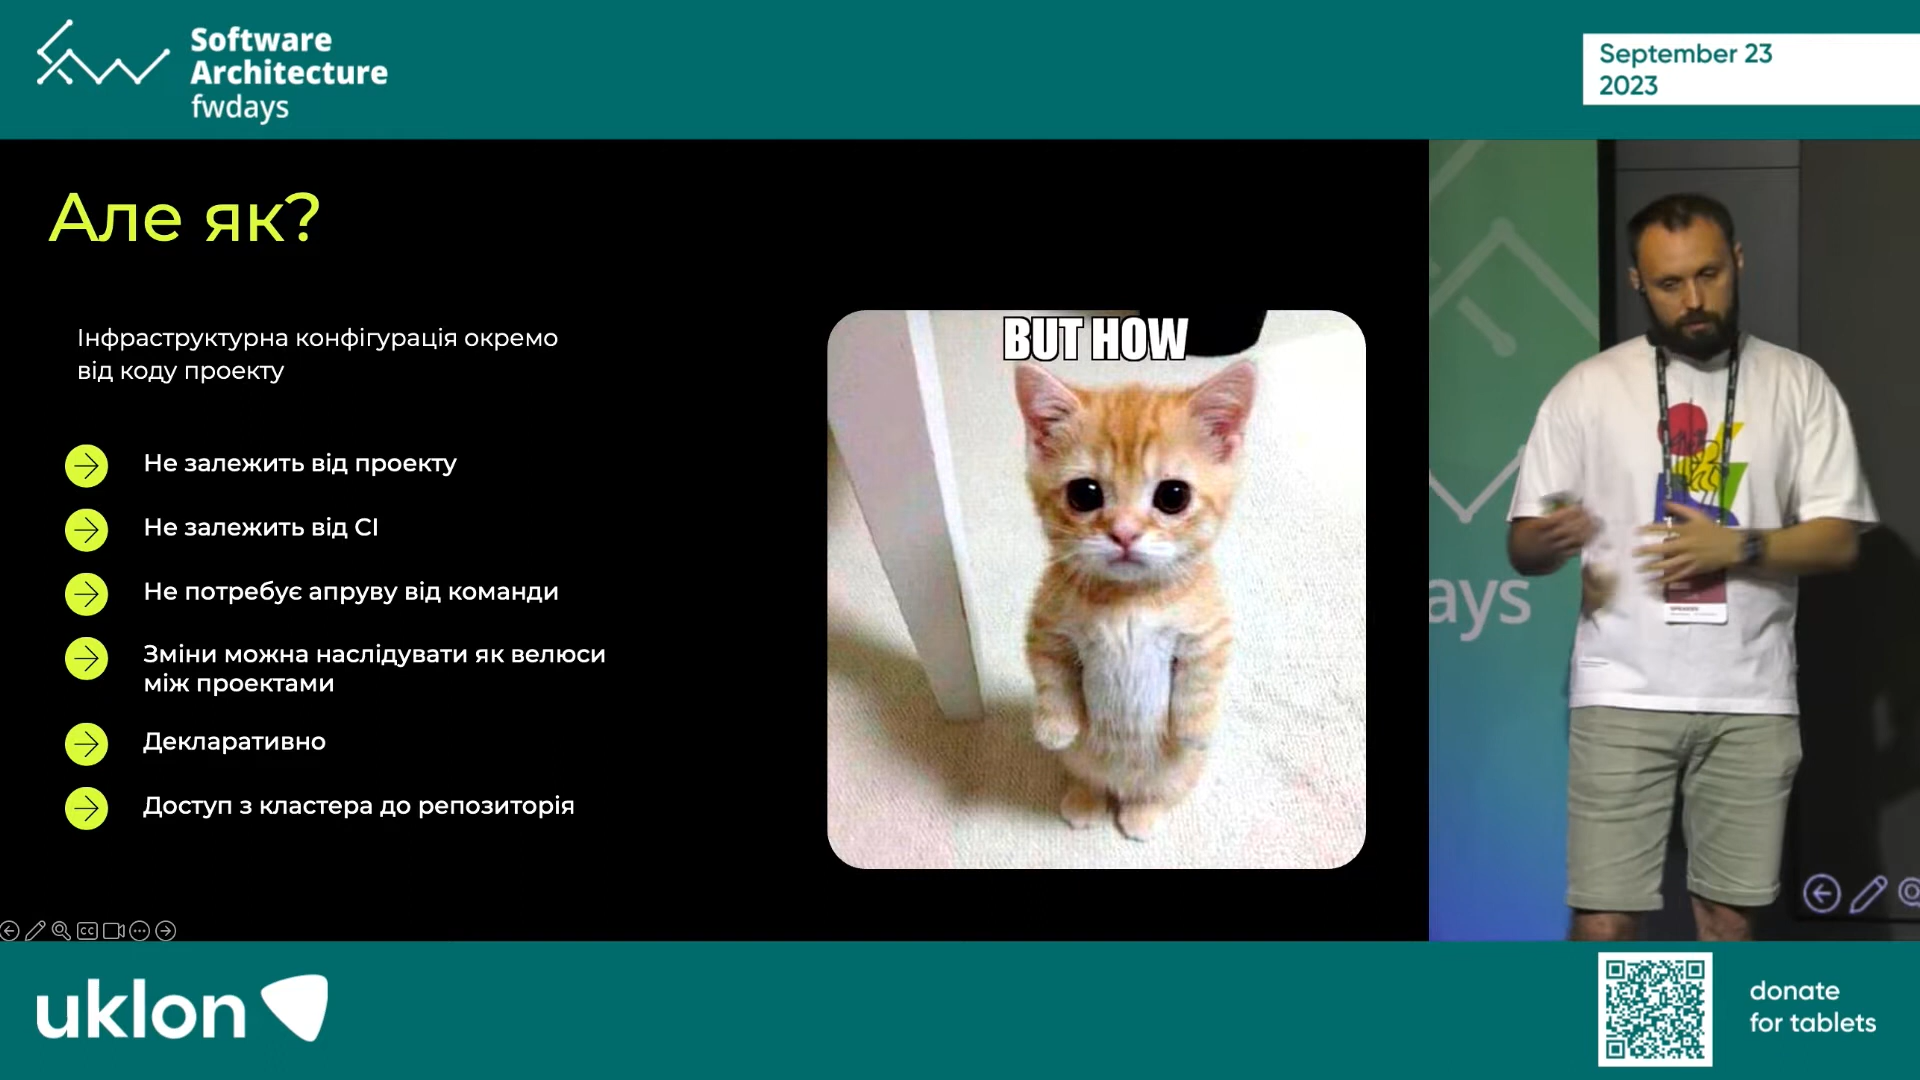 Software
Architecture
fwdays
September 23
2023
Але як?
Інфраструктурна конфігурація окремо
від коду проекту
Не залежить від проекту
Не залежить від CI
Не потребує апруву від команди
Зміни можна наслідувати як велюси
між проектами
Декларативно
Доступ з кластера до репозиторія
BUT HOW
ays
uklon
donate
for tablets